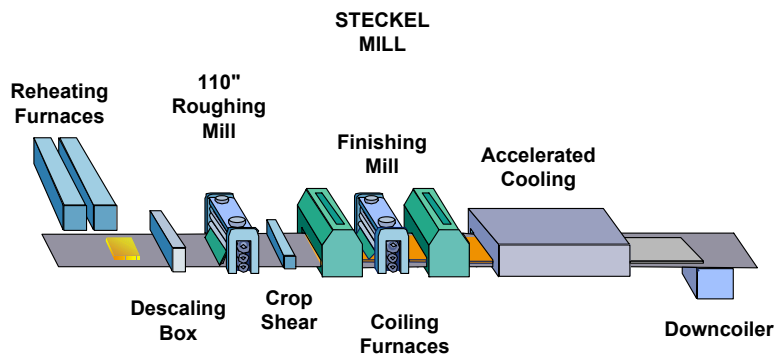 STECKEL
MILL
110"
Roughing
Mill
Reheating
Furnaces
Finishing
Mill
Accelerated
Cooling
Descaling
Box
Crop
Shear
Coiling
Furnaces
Downcoiler